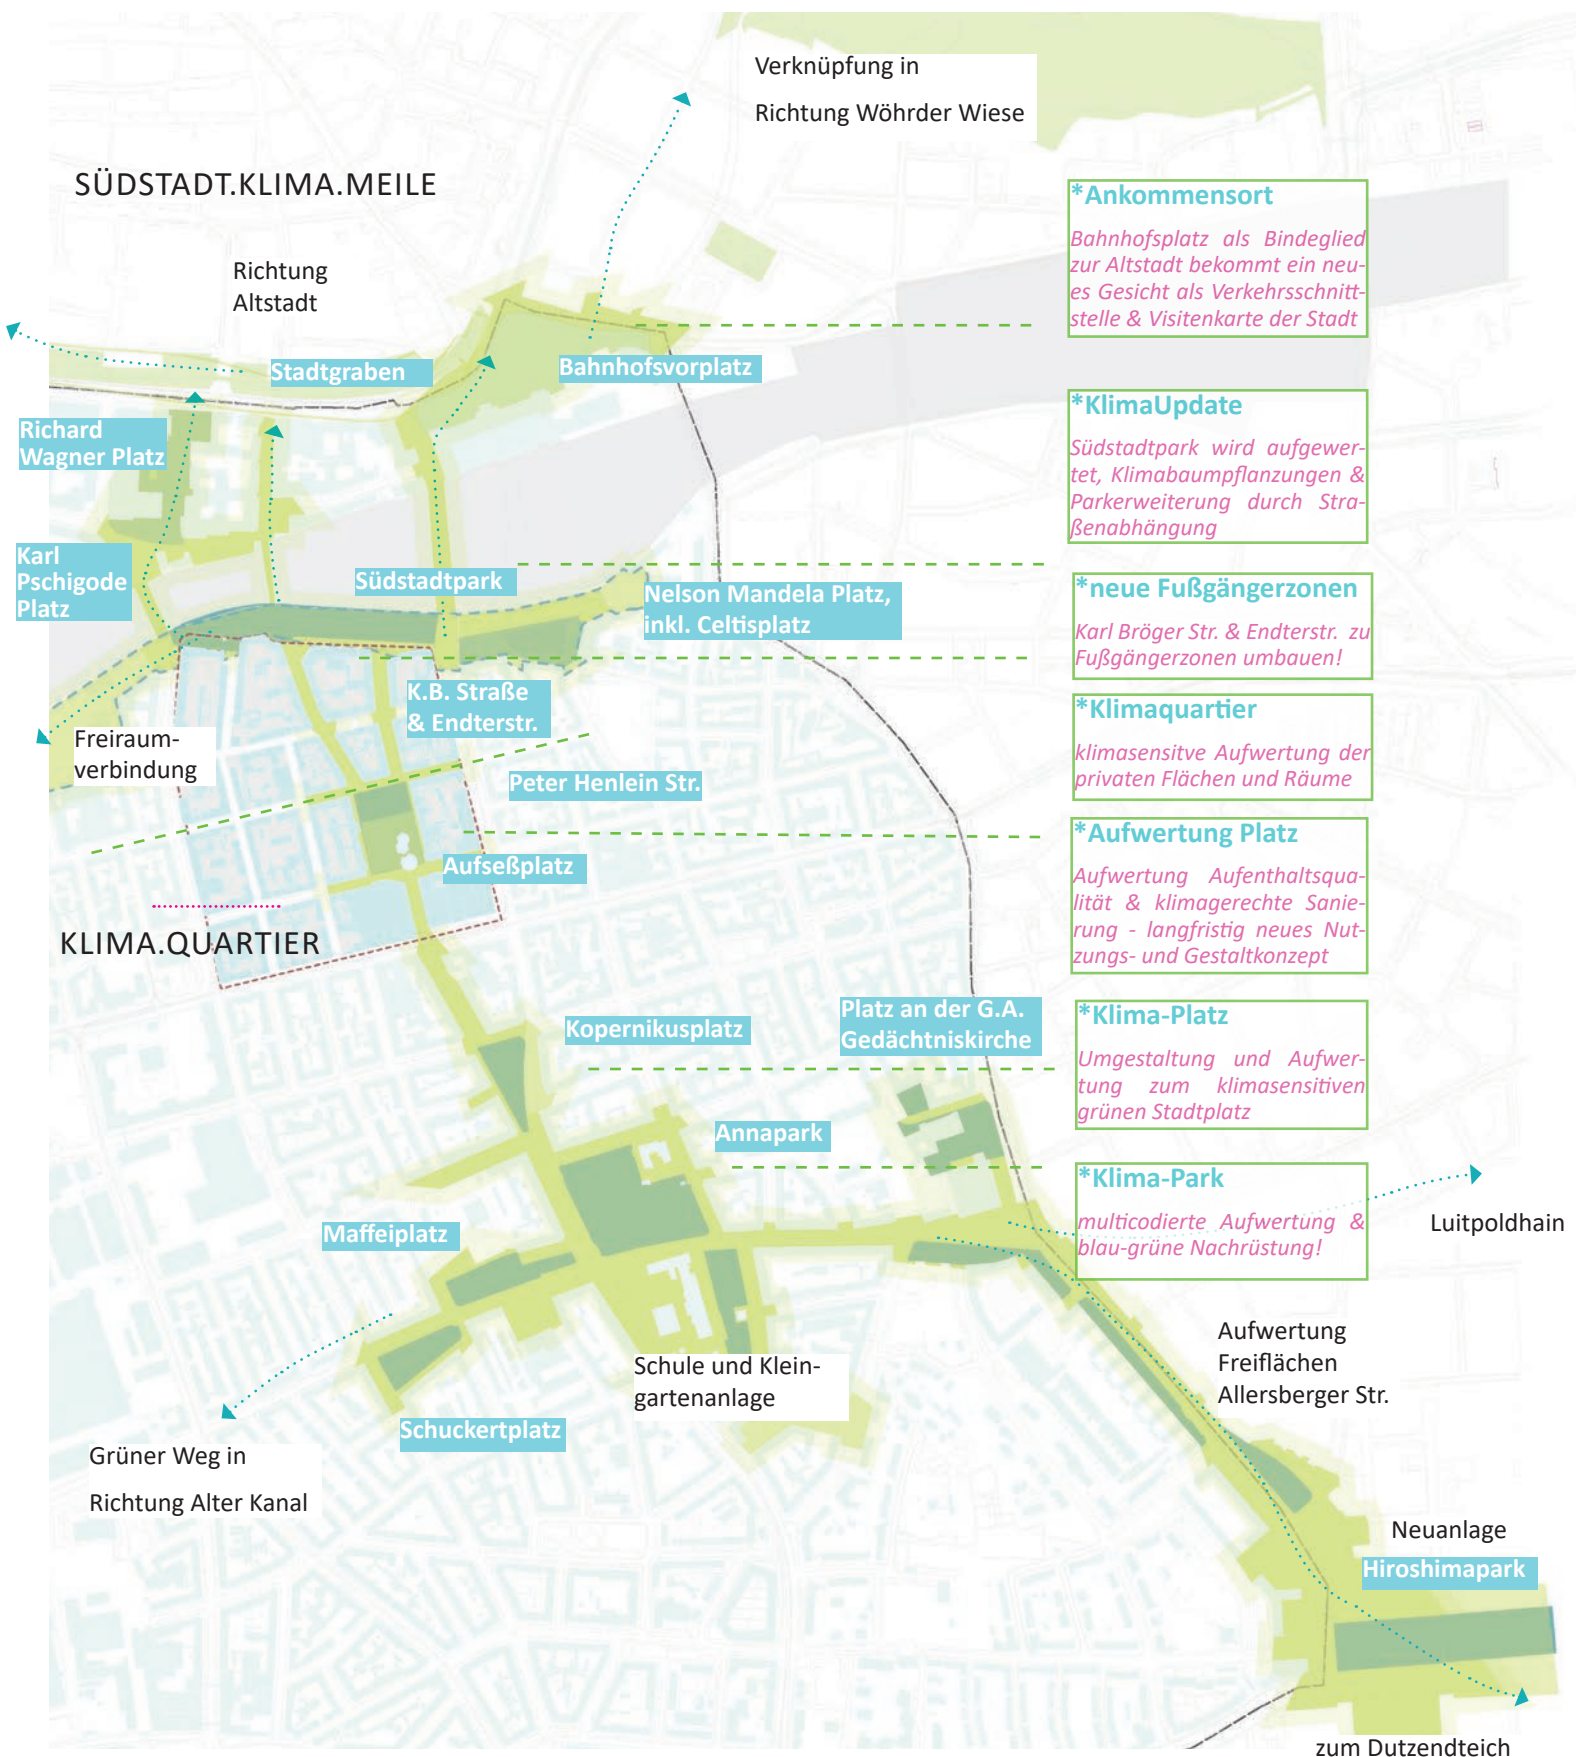 Verknüpfung in
Richtung Wöhrder Wiese
SÜDSTADT.KLIMA.MEILE
Richtung
Altstadt
Stadtgraben
Bahnhofsvorplatz
Richard
Wagner Platz
Karl
Pschigode
Platz
Südstadtpark
Nelson Mandela Platz,
inkl. Celtisplatz
K.B. Straße
& Endterstr.
Freiraum-
verbindung
Peter Henlein Str.
Aufseßplatz
KLIMA.QUARTIER
Kopernikusplatz
Platz an der G.A.
Gedächtniskirche
Annapark
Maffeiplatz
Schule und Klein-
gartenanlage
Schuckertplatz
Grüner Weg in
Richtung Alter Kanal
*Ankommensort
Bahnhofsplatz als Bindeglied
zur Altstadt bekommt ein neu-
es Gesicht als Verkehrsschnitt-
stelle & Visitenkarte der Stadt
*KlimaUpdate
Südstadtpark wird aufgewer-
tet, Klimabaumpflanzungen &
Parkerweiterung durch Stra-
ßenabhängung
*neue Fußgängerzonen
Karl Bröger Str. & Endterstr. zu
Fußgängerzonen umbauen!
*Klimaquartier
klimasensitve Aufwertung der
privaten Flächen und Räume
*Aufwertung Platz
Aufwertung Aufenthaltsqua-
lität & klimagerechte Sanie-
rung - langfristig neues Nut-
zungs- und Gestaltkonzept
*Klima-Platz
Umgestaltung und Aufwer-
tung zum klimasensitiven
grünen Stadtplatz
*Klima-Park
multicodierte Aufwertung &
blau-grüne Nachrüstung!
Luitpoldhain
Aufwertung
Freiflächen
Allersberger Str.
Neuanlage
Hiroshimapark
zum Dutzendteich